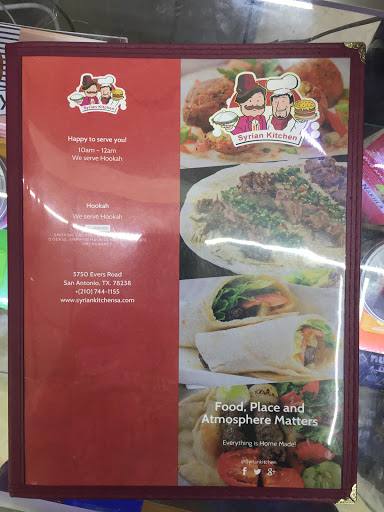 Syrian Kitchen
Happy to serve you!
10am – 12am
We serve Hookah
Hookah
We serve Hookah
5750 Evers Road
San Antonio, TX. 78238
+(210) 744-1155
www.syriankitchensa.com
Syrian Kitchen
Food, Place and
Atmosphere Matters
Everything is Home Made!
@Syriankitchen